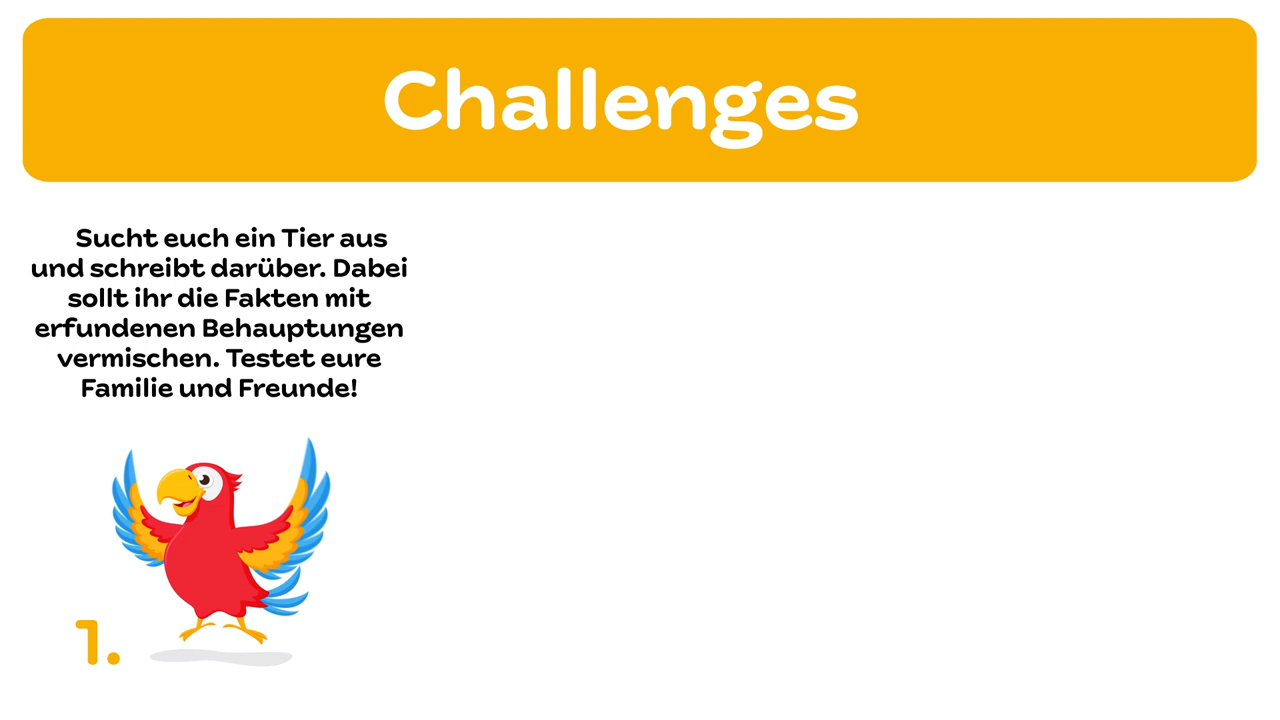 Challenges
Sucht euch ein Tier aus
und schreibt darüber. Dabei
sollt ihr die Fakten mit
erfundenen Behauptungen
vermischen. Testet eure
Familie und Freunde!
1.